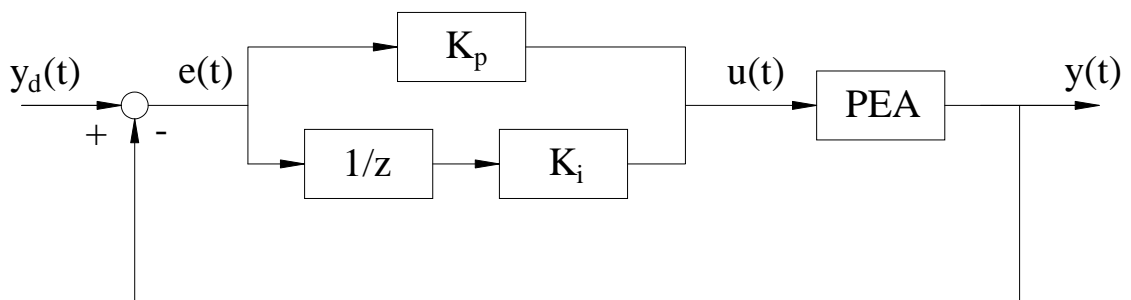 y_d(t)
+
-
e(t)
K_p
1/z
K_i
u(t)
PEA
y(t)